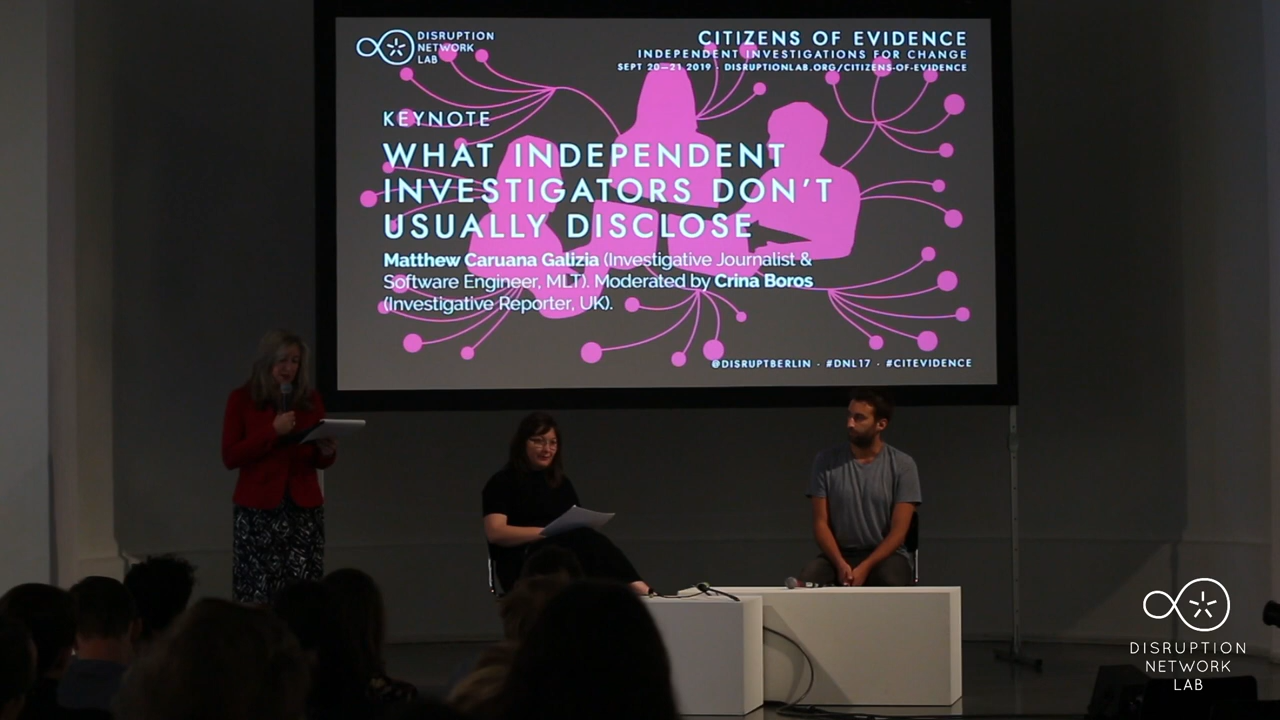 DISRUPTION
NETWORK
LAB
CITIZENS OF EVIDENCE
INDEPENDENT INVESTIGATIONS FOR CHANGE
SEPT 20—21 2019 · DISRUPTIONLAB.ORG/CITIZENS-OF-EVIDENCE
KEYNOTE
WHAT INDEPENDENT
INVESTIGATORS DON'T
USUALLY DISCLOSE
Matthew Caruana Galizia (Investigative Journalist &
Software Engineer, MLT). Moderated by Crina Boros
(Investigative Reporter, UK).
@DISRUPTBERLIN · #DNL17 · #CITEVIDENCE
DISRUPTION
NETWORK
LAB